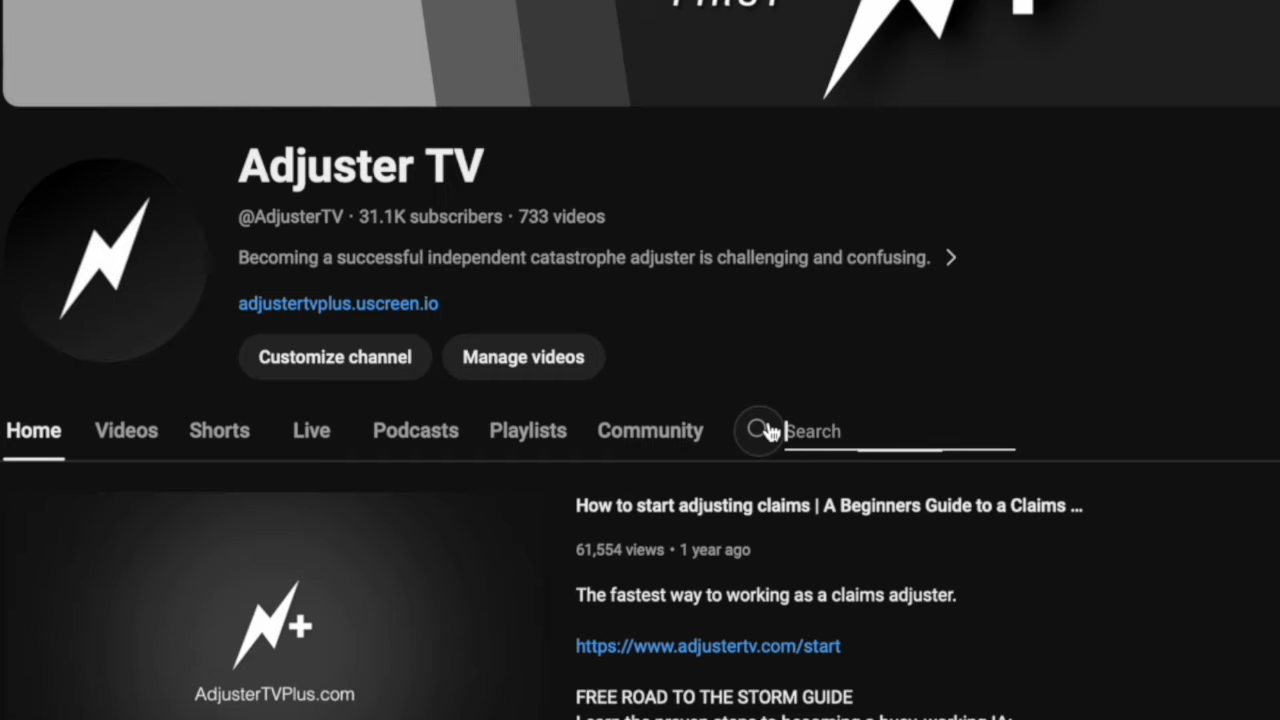 Adjuster TV
@AdjusterTV · 31.1K subscribers · 733 videos
Becoming a successful independent catastrophe adjuster is challenging and confusing.
adjustertvplus.uscreen.io
Customize channel Manage videos
Home Videos Shorts Live Podcasts Playlists Community Search
How to start adjusting claims | A Beginners Guide to a Claims ...
61,554 views • 1 year ago
The fastest way to working as a claims adjuster.
https://www.adjustertv.com/start
AdjusterTVPlus.com
FREE ROAD TO THE STORM GUIDE